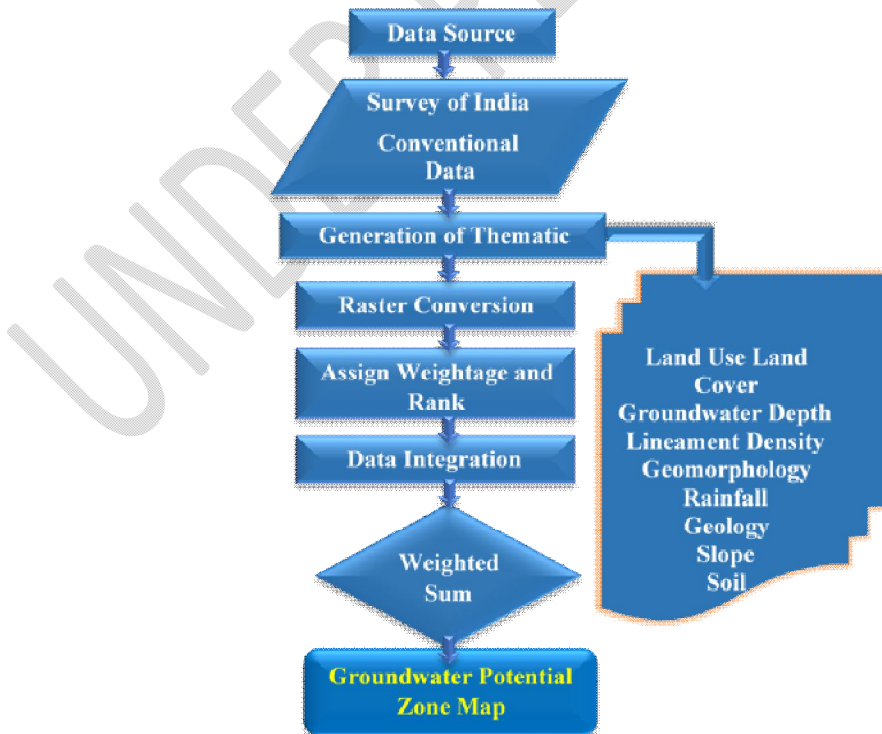 Data Source
Survey of India
Conventional
Data
Generation of Thematic
Raster Conversion
Assign Weightage and
Rank
Data Integration
Weighted
Sum
Groundwater Potential
Zone Map
Land Use Land
Cover
Groundwater Depth
Lineament Density
Geomorphology
Rainfall
Geology
Slope
Soil
UNDER